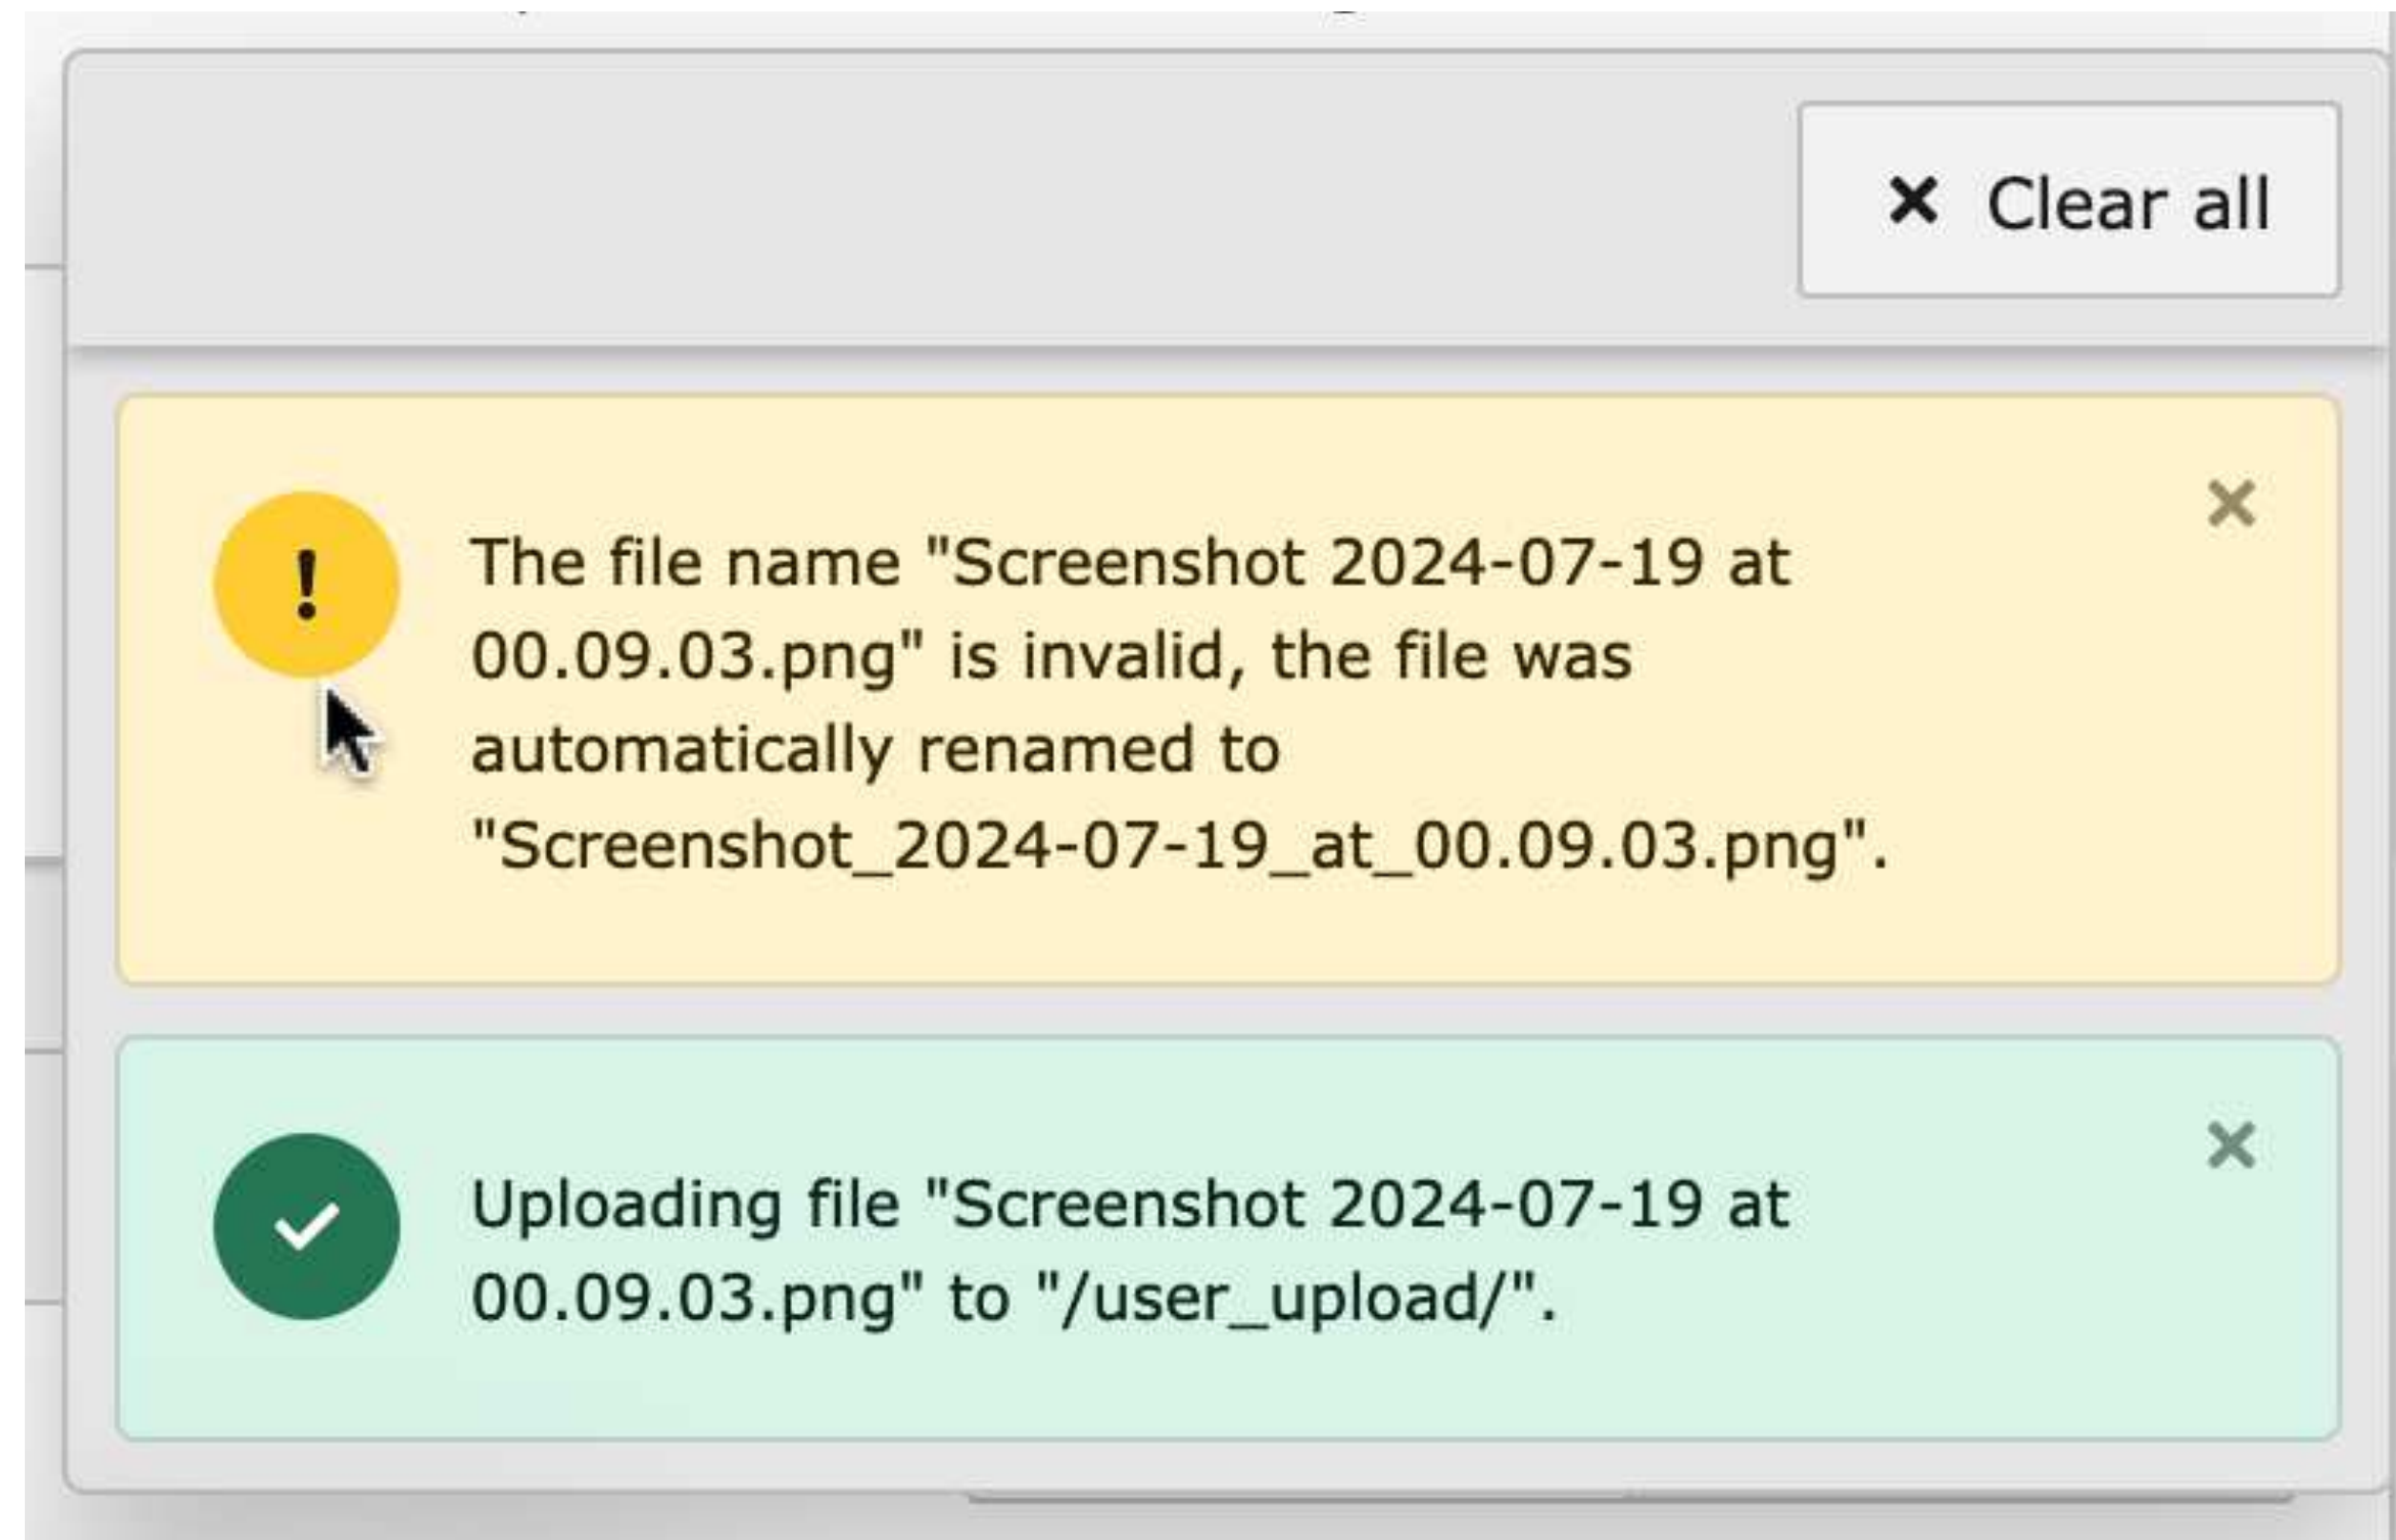 Clear all
The file name "Screenshot 2024-07-19 at
00.09.03.png" is invalid, the file was
automatically renamed to
"Screenshot_2024-07-19_at_00.09.03.png".
Uploading file "Screenshot 2024-07-19 at
00.09.03.png" to "/user_upload/".